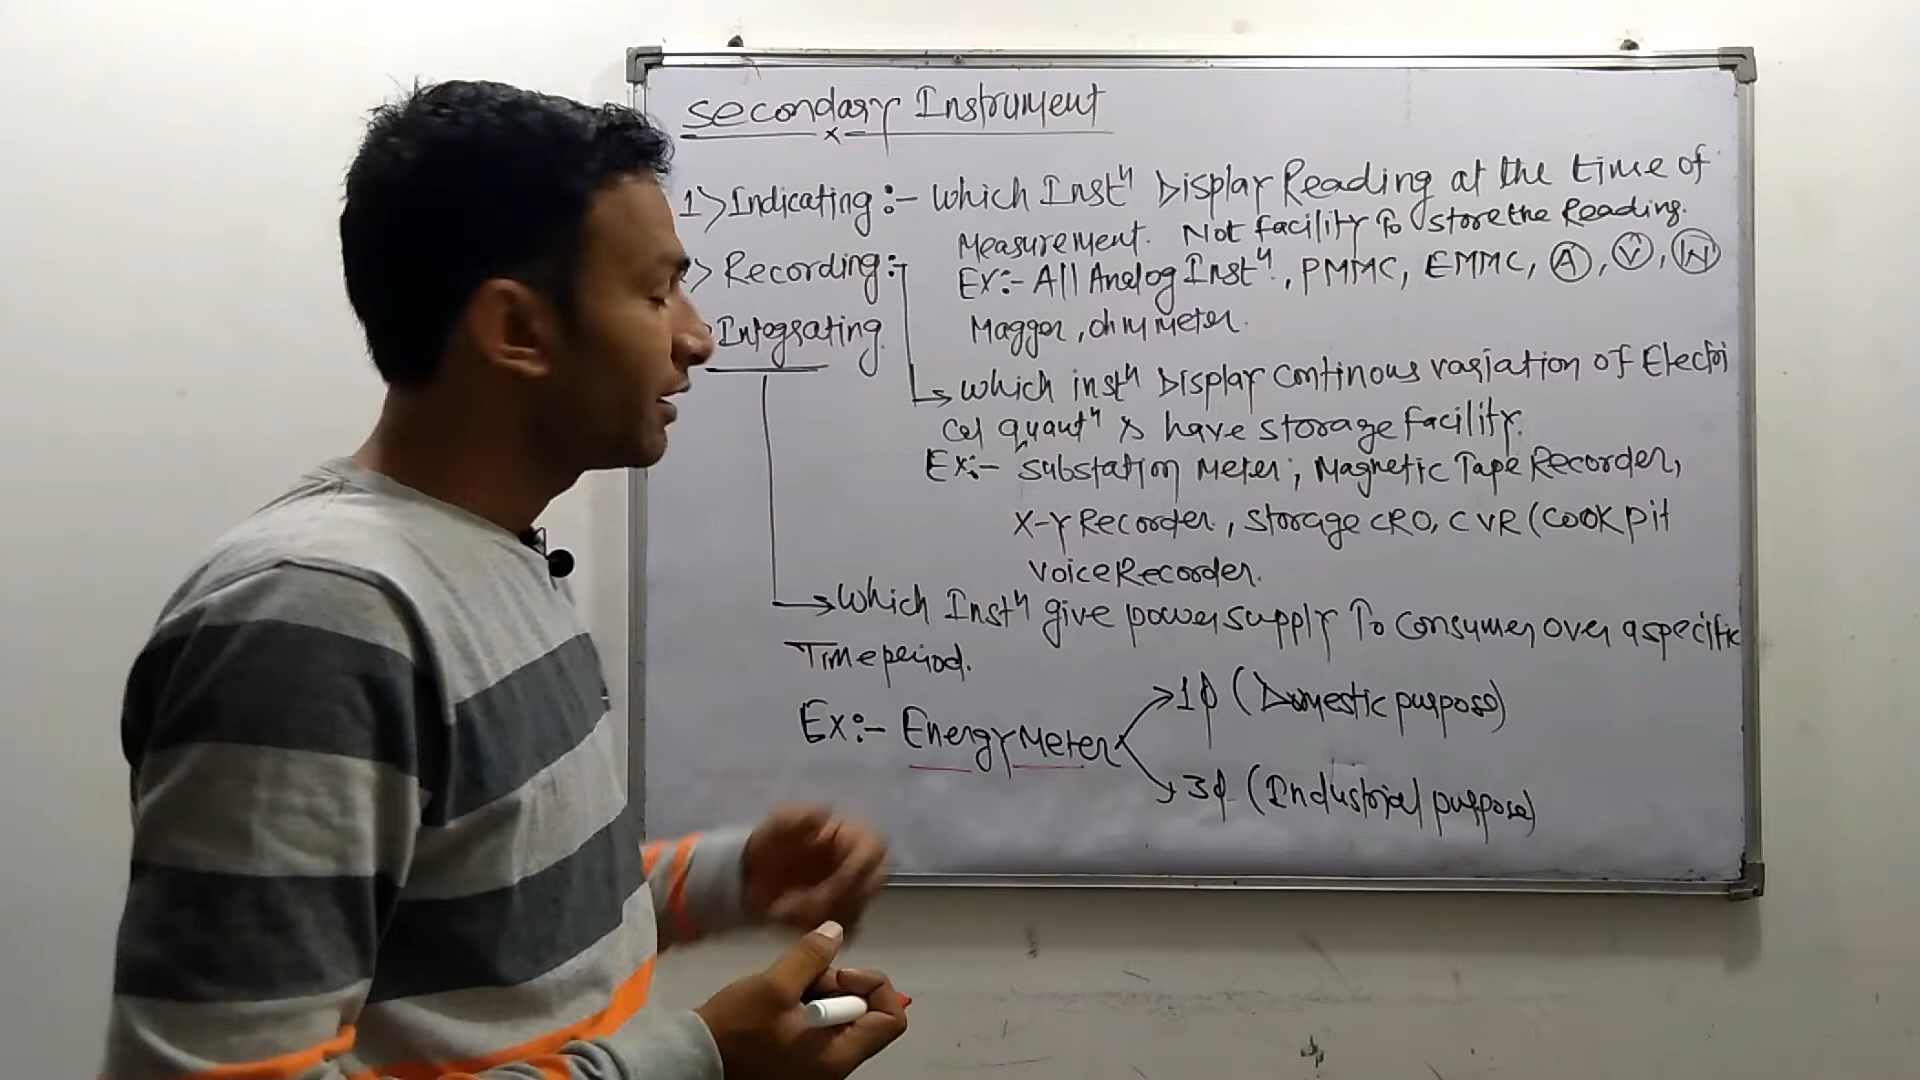 Secondary Instrument
1> Indicating :- Which Instⁿ Display Reading at the time of
Measurement. Not facility To store the Reading.
> Recording :-
Ex:- All Analog Instⁿ, PMMC, EMMC, A, V, W
Integrating
Magger, ohm meter.
→ Which instⁿ Display continous variation of Electri
cal quantⁿ & have storage facility.
Ex:- Substation Meter, Magnetic Tape Recorder,
X-Y Recorder, Storage CRO, CVR (Cook pit
Voice Recorder.
→ Which Instⁿ give power supply To consumer over a specific
Time period.
Ex:- Energy Meter → 1ϕ (Domestic purpose)
→ 3ϕ (Industrial purpose)